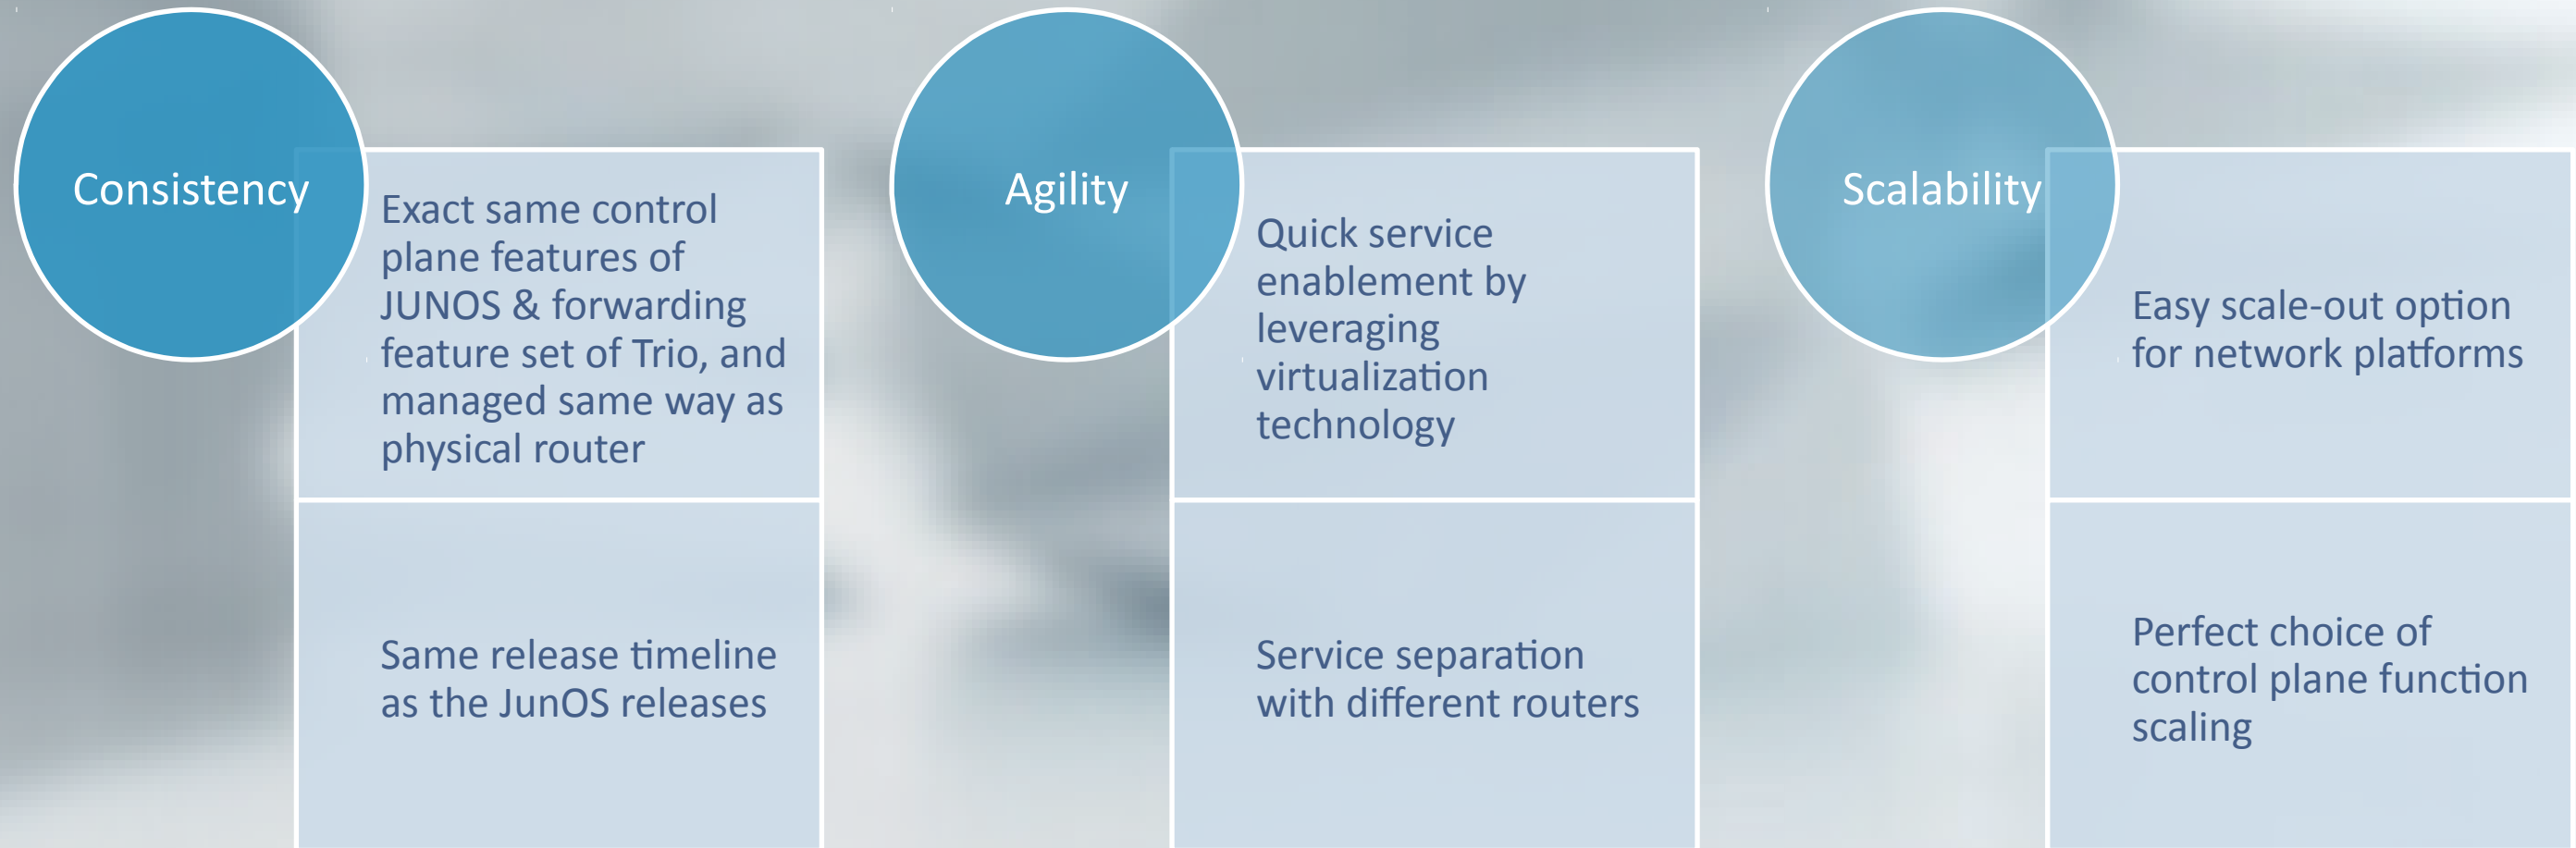 Consistency
Exact same control
plane features of
JUNOS & forwarding
feature set of Trio, and
managed same way as
physical router
Same release timeline
as the JunOS releases
Agility
Quick service
enablement by
leveraging
virtualization
technology
Service separation
with different routers
Scalability
Easy scale-out option
for network platforms
Perfect choice of
control plane function
scaling